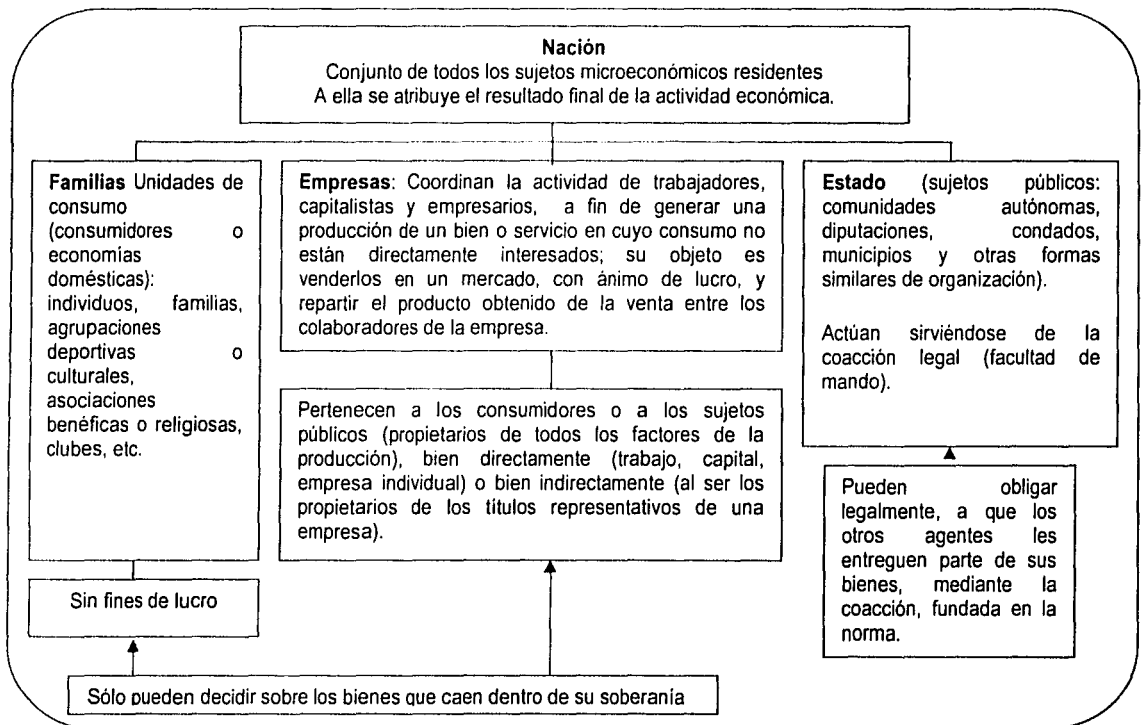 Nación
Conjunto de todos los sujetos microeconómicos residentes
A ella se atribuye el resultado final de la actividad económica.
Familias Unidades de
consumo
(consumidores o
economías
domésticas):
individuos, familias,
agrupaciones
deportivas o
culturales,
asociaciones
benéficas o religiosas,
clubes, etc.
Sin fines de lucro
Empresas: Coordinan la actividad de trabajadores,
capitalistas y empresarios, a fin de generar una
producción de un bien o servicio en cuyo consumo no
están directamente interesados; su objeto es
venderlos en un mercado, con ánimo de lucro, y
repartir el producto obtenido de la venta entre los
colaboradores de la empresa.
Pertenecen a los consumidores o a los sujetos
públicos (propietarios de todos los factores de la
producción), bien directamente (trabajo, capital,
empresa individual) o bien indirectamente (al ser los
propietarios de los títulos representativos de una
empresa).
Estado (sujetos públicos:
comunidades autónomas,
diputaciones, condados,
municipios y otras formas
similares de organización).
Actúan sirviéndose de la
coacción legal (facultad de
mando).
Pueden obligar
legalmente, a que los
otros agentes les
entreguen parte de sus
bienes, mediante la
coacción, fundada en la
norma.
Sólo pueden decidir sobre los bienes que caen dentro de su soberanía